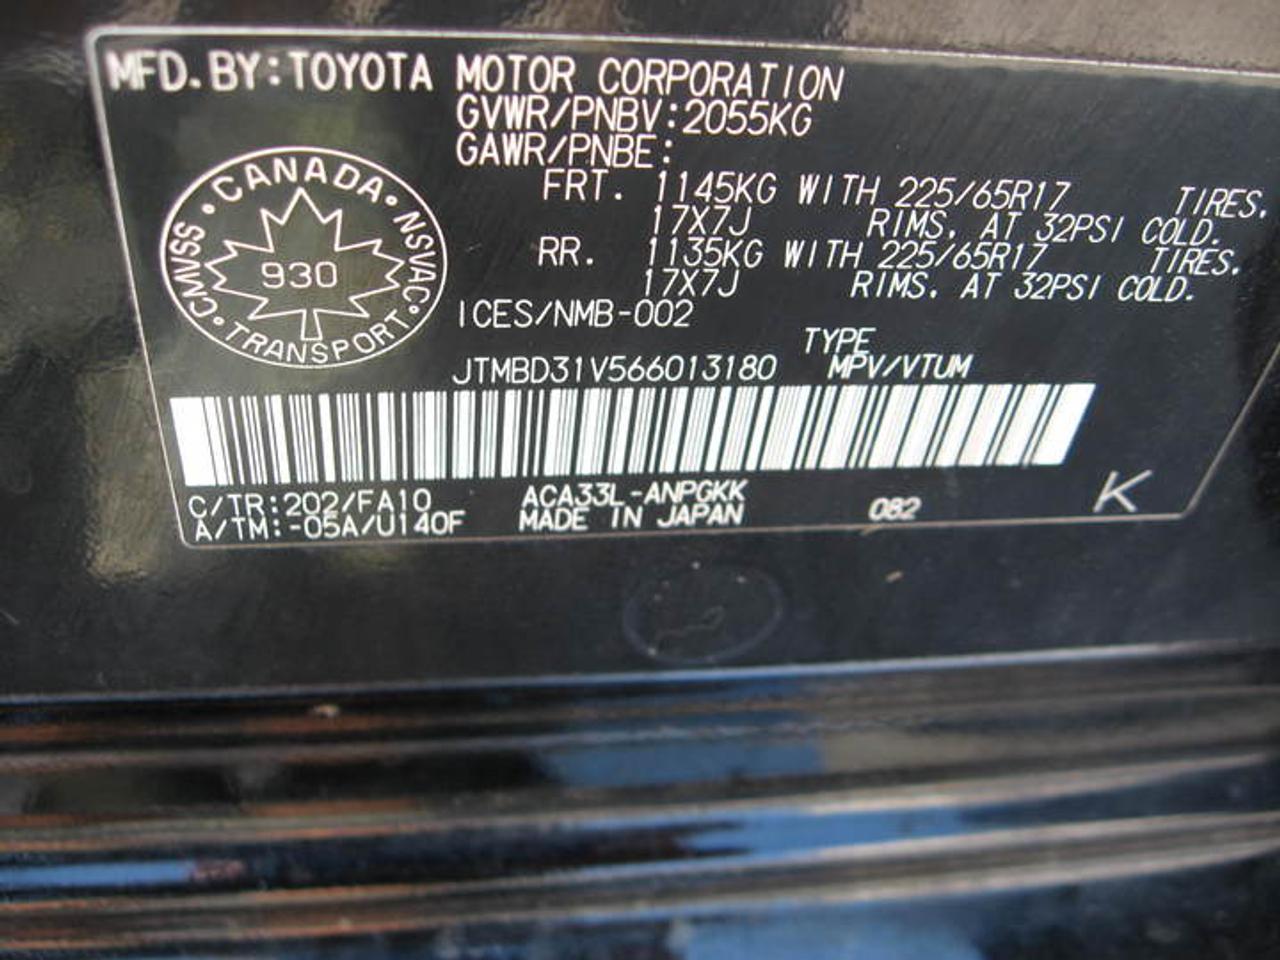 MFD.BY:TOYOTA MOTOR CORPORATION
GVWR/PNBV:2055KG
GAWR/PNBE:
FRT. 1145KG WITH 225/65R17 TIRES.
17X7J RIMS. AT 32PSI COLD.
RR. 1135KG WITH 225/65R17 TIRES.
17X7J RIMS. AT 32PSI COLD.
CMVSS • CANADA • NSVAC • TRANSPORT •
930
ICES/NMB-002
TYPE
JTMBD31V566013180 MPV/VTUM
C/TR:202/FA10 ACA33L-ANPGKK
A/TM:-05A/U140F MADE IN JAPAN 082 K